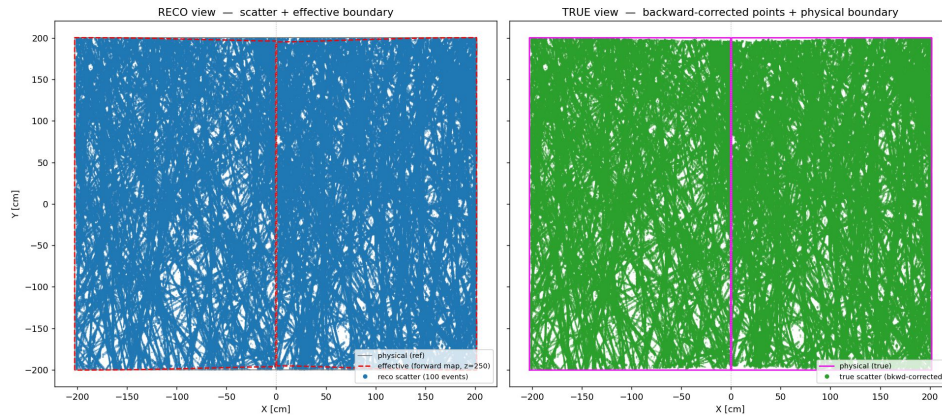 RECO view — scatter + effective boundary
TRUE view — backward-corrected points + physical boundary
Y [cm]
200
150
100
50
0
−50
−100
−150
−200
physical (ref)
effective (forward map, z=250)
reco scatter (100 events)
physical (true)
true scatter (bkwd-corrected
−200 −150 −100 −50 0 50 100 150 200
−200 −150 −100 −50 0 50 100 150 200
X [cm]
X [cm]